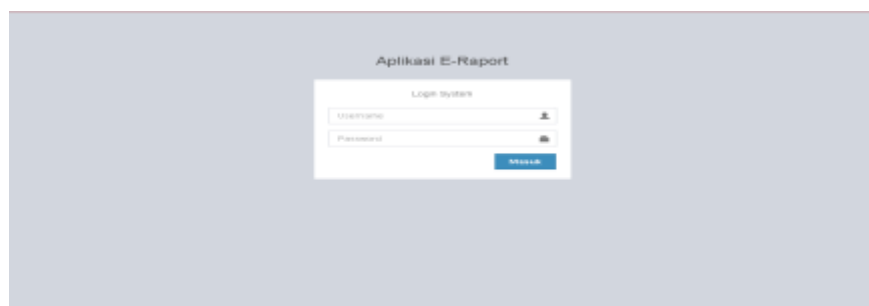 Aplikasi E-Raport
Login System
Username
Password
Masuk